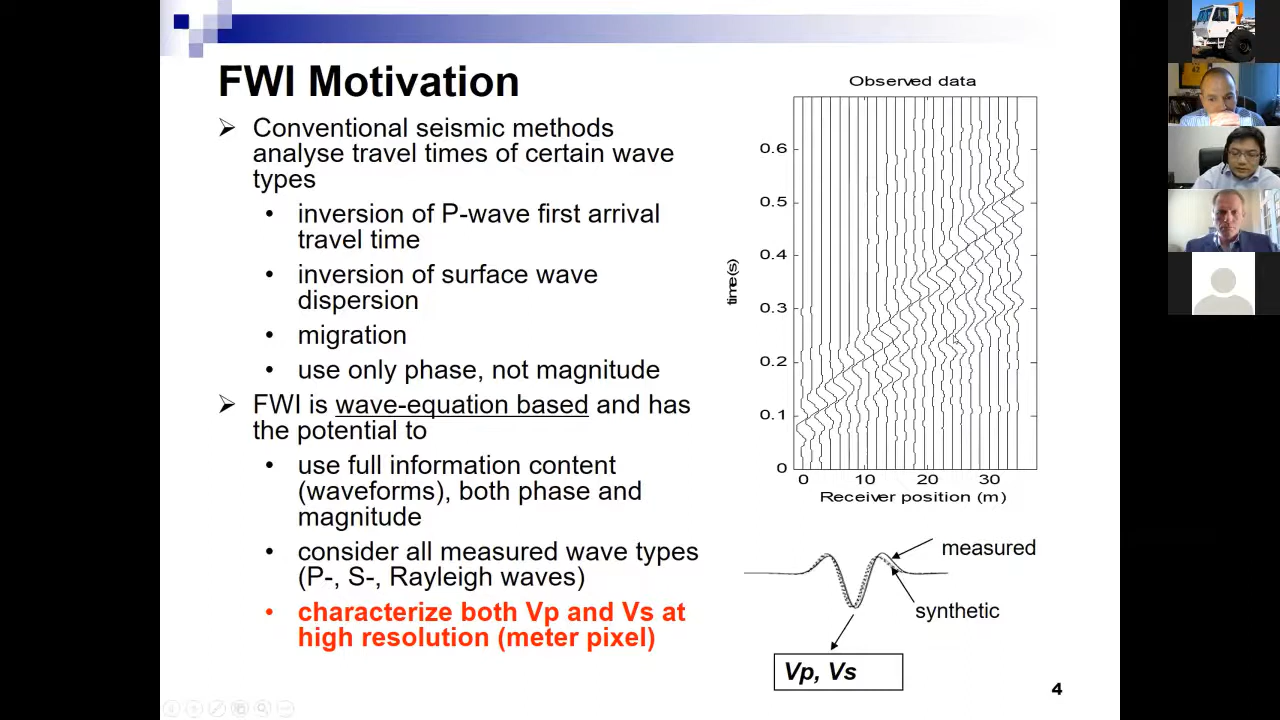 FWI Motivation
Conventional seismic methods
analyse travel times of certain wave
types
inversion of P-wave first arrival
travel time
inversion of surface wave
dispersion
migration
use only phase, not magnitude
FWI is wave-equation based and has
the potential to
use full information content
(waveforms), both phase and
magnitude
consider all measured wave types
(P-, S-, Rayleigh waves)
characterize both Vp and Vs at
high resolution (meter pixel)
Observed data
time(s)
0.6
0.5
0.4
0.3
0.2
0.1
0
0 10 20 30
Receiver position (m)
measured
synthetic
Vp, Vs
4